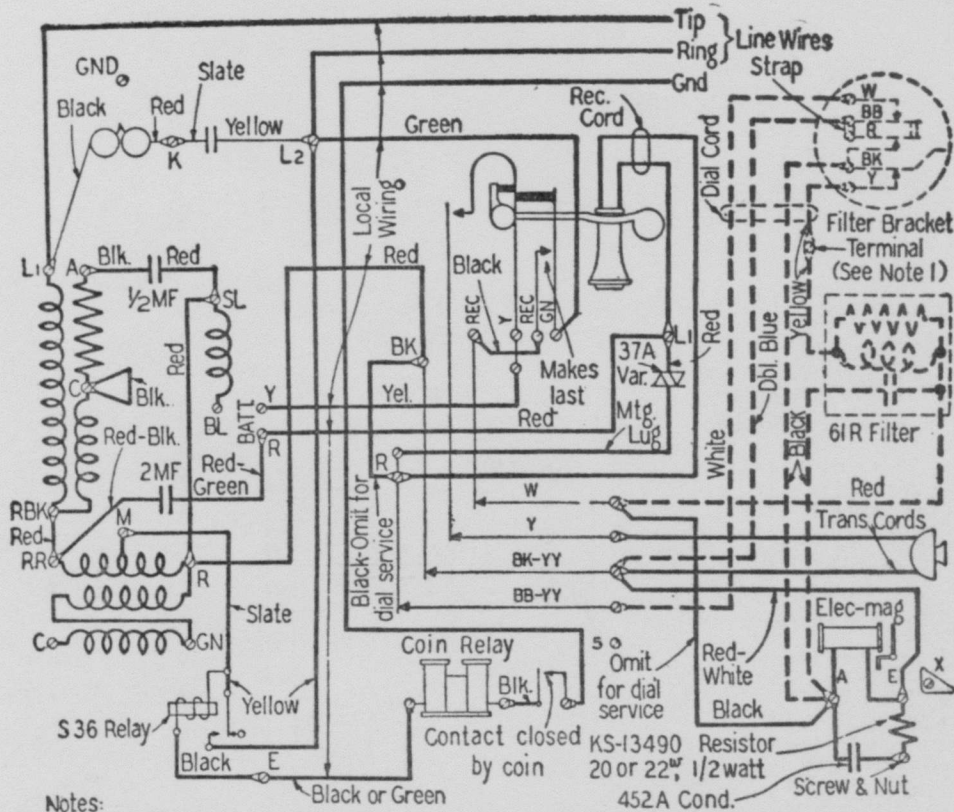 Tip
Ring
Line Wires
Gnd
Strap
W
BB
R
BK
Y
GND
Slate
Black
Red
K
Yellow
L2
Green
Rec.
Cord
Dial Cord
Local
Wiring
Filter Bracket
Terminal
(See Note 1)
L1
A
Blk.
Red
1/2 MF
SL
Red
Black
REC
Y
REC
GN
L1
Red
Yellow
Dbl. Blue
BK
Makes
last
37A
Var.
C
Blk.
Red
BL
BATT
Y
R
Yel.
Red
Mtg.
Lug
61R Filter
Red-Blk.
2MF
Red-
Green
White
Black
R
Black-Omit for
dial service
RBK
Red
RR
M
R
W
Red
Trans. Cords
Y
BK-YY
BB-YY
Slate
C
GN
Elec-mag
S
Omit
for dial
service
Red-
White
A
E
X
Coin Relay
Blk.
Yellow
S 36 Relay
Black
E
Contact closed
by coin
Black
KS-13490 Resistor
20 or 22ω, 1/2 watt
Black or Green
452A Cond.
Screw & Nut
Notes: